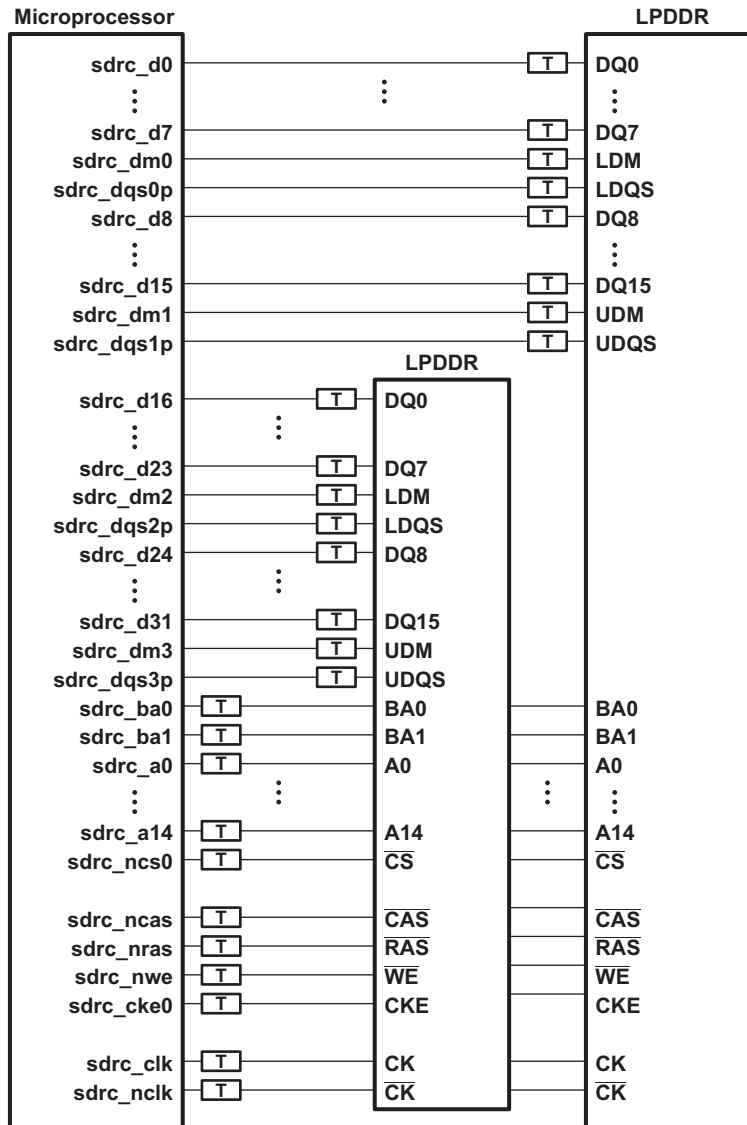 Microprocessor LPDDR
sdrc_d0 T DQ0
sdrc_d7 T DQ7
sdrc_dm0 T LDM
sdrc_dqs0p T LDQS
sdrc_d8 T DQ8
sdrc_d15 T DQ15
sdrc_dm1 T UDM
sdrc_dqs1p T UDQS
LPDDR
sdrc_d16 T DQ0
sdrc_d23 T DQ7
sdrc_dm2 T LDM
sdrc_dqs2p T LDQS
sdrc_d24 T DQ8
sdrc_d31 T DQ15
sdrc_dm3 T UDM
sdrc_dqs3p T UDQS
sdrc_ba0 T BA0 BA0
sdrc_ba1 T BA1 BA1
sdrc_a0 T A0 A0
sdrc_a14 T A14 A14
sdrc_ncs0 T CS CS
sdrc_ncas T CAS CAS
sdrc_nras T RAS RAS
sdrc_nwe T WE WE
sdrc_cke0 T CKE CKE
sdrc_clk T CK CK
sdrc_nclk T CK CK